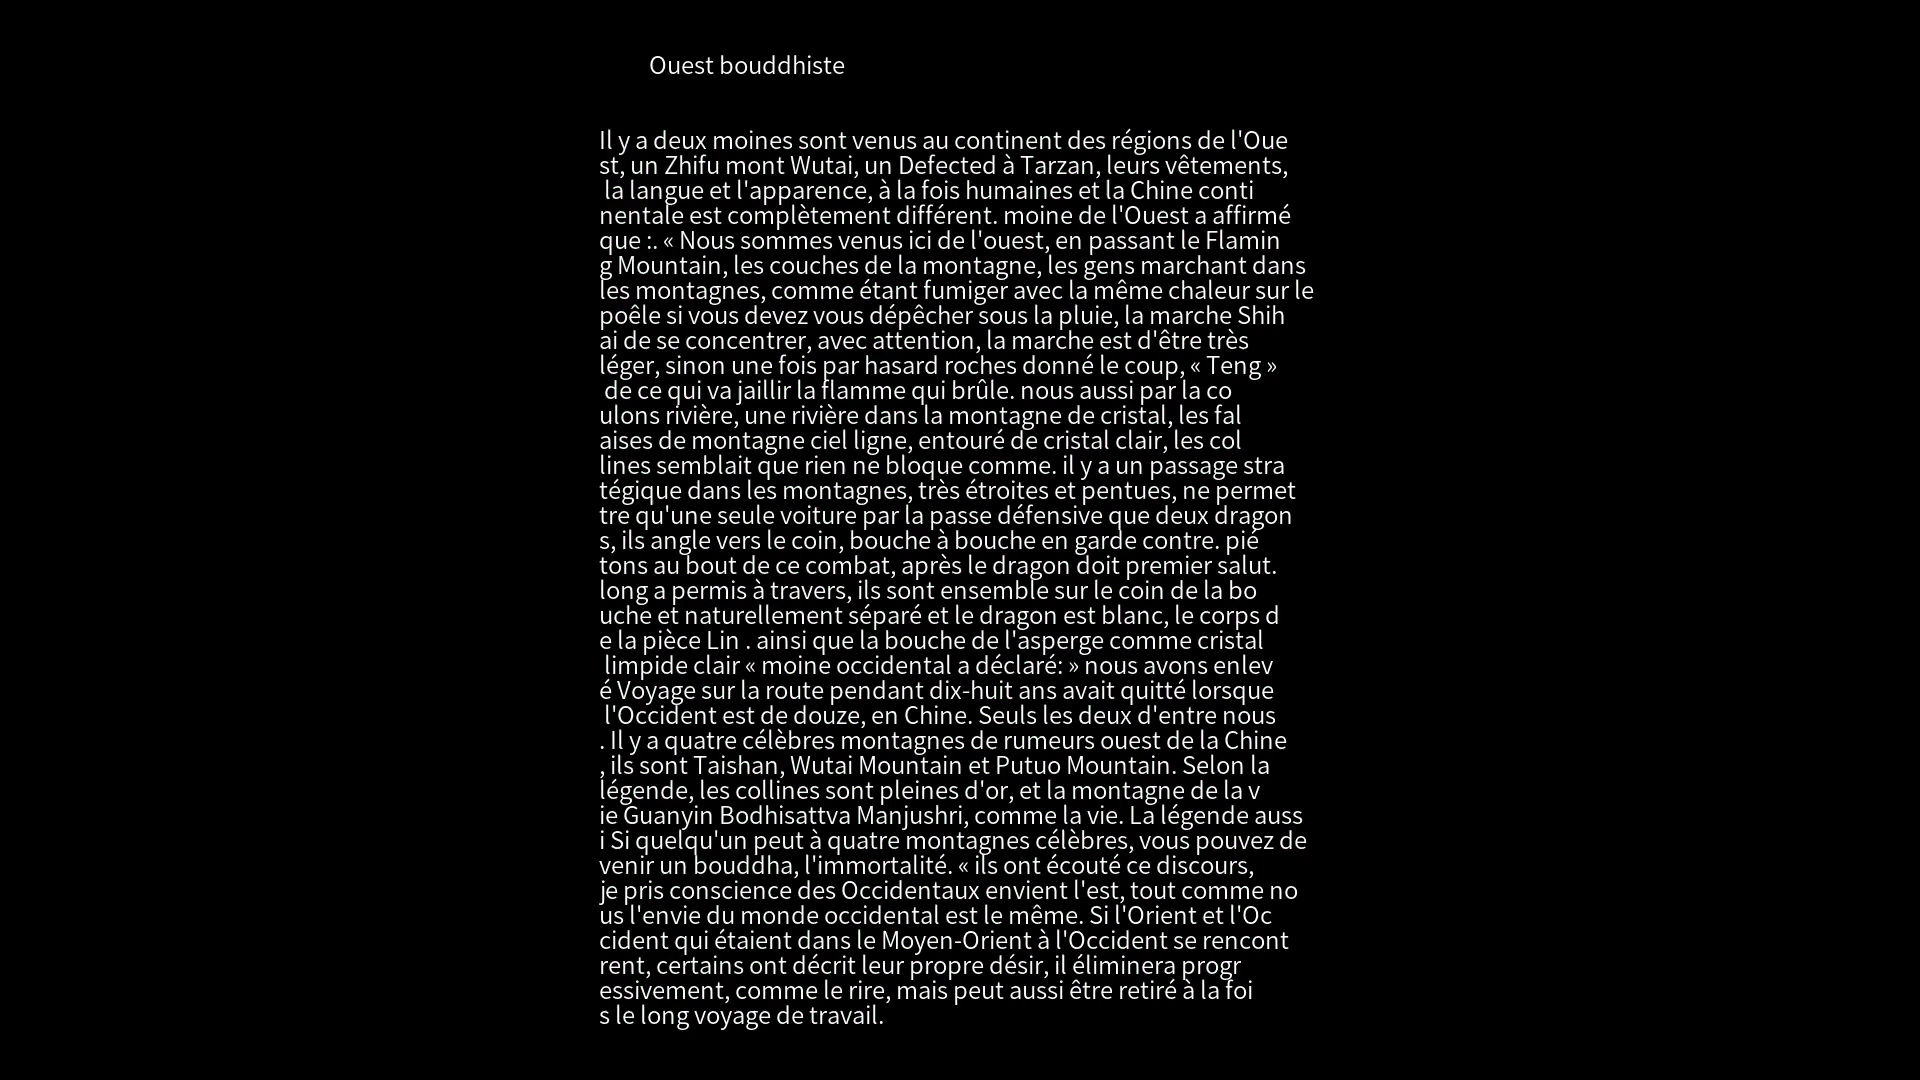 Ouest bouddhiste
Il y a deux moines sont venus au continent des régions de l'Oue
st, un Zhifu mont Wutai, un Defected à Tarzan, leurs vêtements,
la langue et l'apparence, à la fois humaines et la Chine conti
nentale est complètement différent. moine de l'Ouest a affirmé
que :. « Nous sommes venus ici de l'ouest, en passant le Flamin
g Mountain, les couches de la montagne, les gens marchant dans
les montagnes, comme étant fumiger avec la même chaleur sur le
poêle si vous devez vous dépêcher sous la pluie, la marche Shih
ai de se concentrer, avec attention, la marche est d'être très
léger, sinon une fois par hasard roches donné le coup, « Teng »
de ce qui va jaillir la flamme qui brûle. nous aussi par la co
ulons rivière, une rivière dans la montagne de cristal, les fal
aises de montagne ciel ligne, entouré de cristal clair, les col
lines semblait que rien ne bloque comme. il y a un passage stra
tégique dans les montagnes, très étroites et pentues, ne permet
tre qu'une seule voiture par la passe défensive que deux dragon
s, ils angle vers le coin, bouche à bouche en garde contre. pié
tons au bout de ce combat, après le dragon doit premier salut.
long a permis à travers, ils sont ensemble sur le coin de la bo
uche et naturellement séparé et le dragon est blanc, le corps d
e la pièce Lin . ainsi que la bouche de l'asperge comme cristal
limpide clair « moine occidental a déclaré: » nous avons enlev
é Voyage sur la route pendant dix-huit ans avait quitté lorsque
l'Occident est de douze, en Chine. Seuls les deux d'entre nous
. Il y a quatre célèbres montagnes de rumeurs ouest de la Chine
, ils sont Taishan, Wutai Mountain et Putuo Mountain. Selon la
légende, les collines sont pleines d'or, et la montagne de la v
ie Guanyin Bodhisattva Manjushri, comme la vie. La légende auss
i Si quelqu'un peut à quatre montagnes célèbres, vous pouvez de
venir un bouddha, l'immortalité. « ils ont écouté ce discours,
je pris conscience des Occidentaux envient l'est, tout comme no
us l'envie du monde occidental est le même. Si l'Orient et l'Oc
cident qui étaient dans le Moyen-Orient à l'Occident se rencont
rent, certains ont décrit leur propre désir, il éliminera progr
essivement, comme le rire, mais peut aussi être retiré à la foi
s le long voyage de travail.